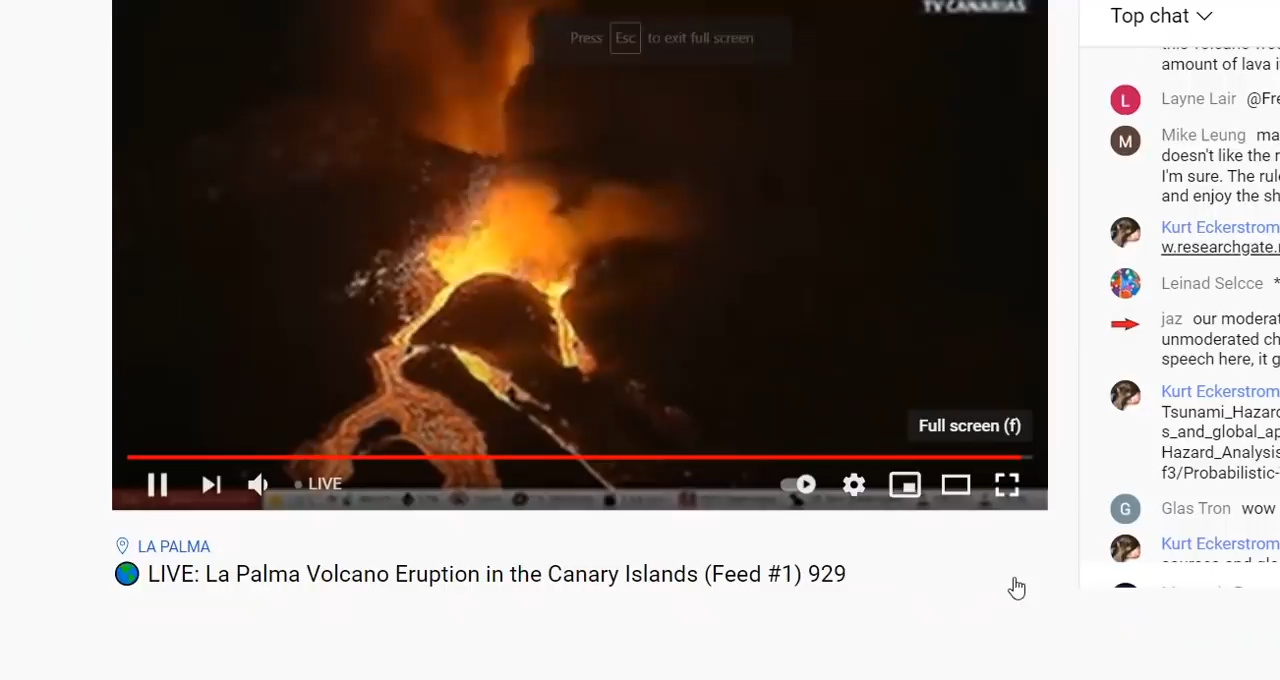 TV CANARIAS
Press Esc to exit full screen
Full screen (f)
LIVE
LA PALMA
LIVE: La Palma Volcano Eruption in the Canary Islands (Feed #1) 929
Top chat
amount of lava i
Layne Lair @Fre
Mike Leung ma
doesn't like the r
I'm sure. The rul
and enjoy the sh
Kurt Eckerstrom
w.researchgate.r
Leinad Selcce *
jaz our moderat
unmoderated ch
speech here, it g
Kurt Eckerstrom
Tsunami_Hazard
s_and_global_ap
Hazard_Analysis
f3/Probabilistic-
Glas Tron wow
Kurt Eckerstrom
L
M
G